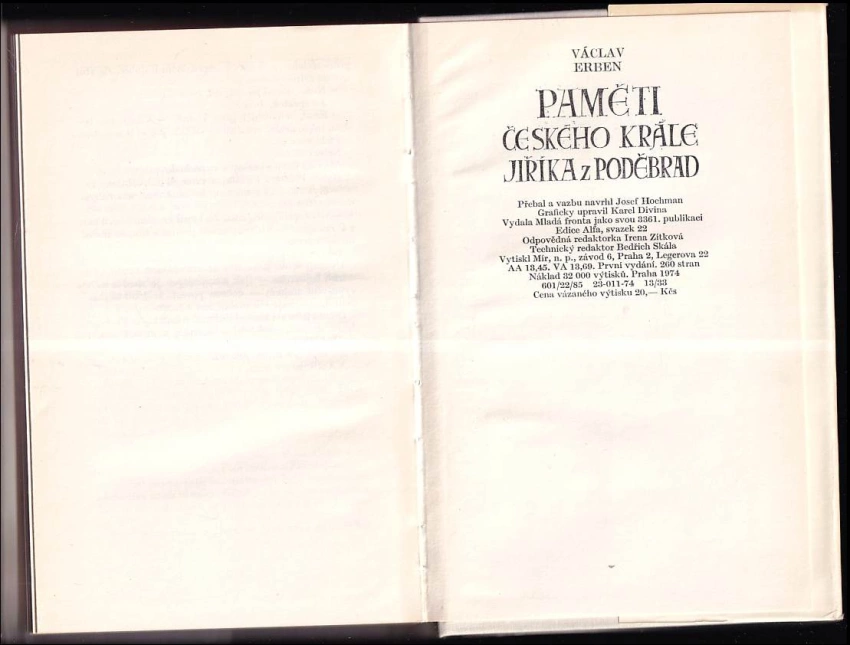 VÁCLAV
ERBEN
PAMĚTI
ČESKÉHO KRÁLE
JIŘÍKA z PODĚBRAD
Přebal a vazbu navrhl Josef Hochman
Graficky upravil Karel Divina
Vydala Mladá fronta jako svou 3361. publikaci
Edice Alfa, svazek 22
Odpovědná redaktorka Irena Zítková
Technický redaktor Bedřich Skála
Vytiskl Mír, n. p., závod 6, Praha 2, Legerova 22
AA 13,45. VA 13,69. První vydání. 260 stran
Náklad 32 000 výtisků. Praha 1974
601/22/85 23-011-74 13/33
Cena vázaného výtisku 20,— Kčs